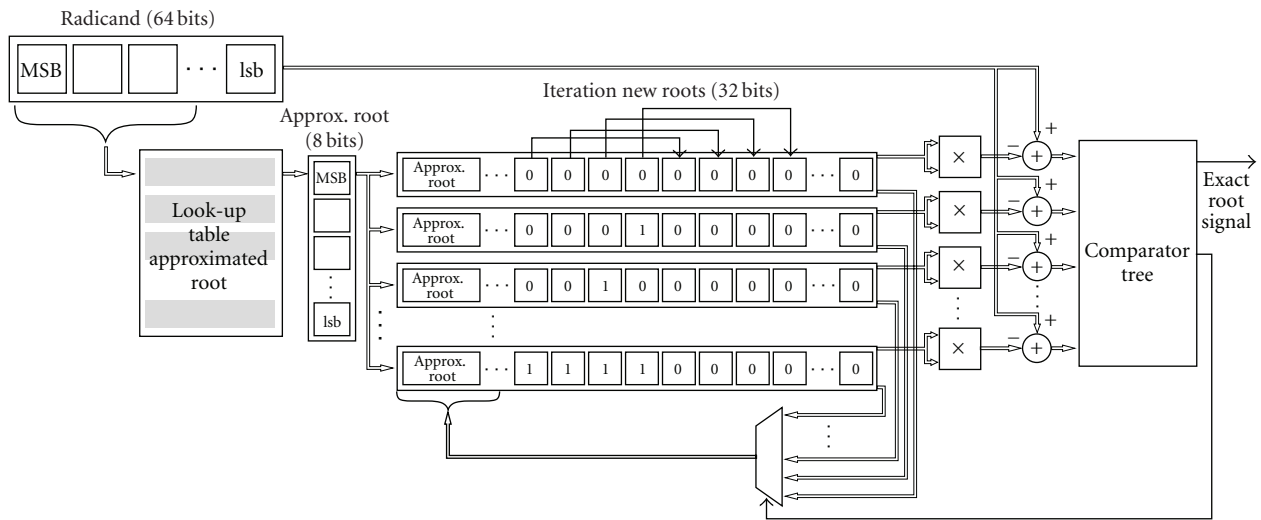 Radicand (64 bits)
MSB · · · lsb
Iteration new roots (32 bits)
Approx. root
(8 bits)
MSB
⋮
lsb
Look-up
table
approximated
root
Approx.
root · · · 0 0 0 0 0 0 0 0 · · · 0
Approx.
root · · · 0 0 0 1 0 0 0 0 · · · 0
Approx.
root · · · 0 0 1 0 0 0 0 0 · · · 0
⋮
⋮
Approx.
root · · · 1 1 1 1 0 0 0 0 · · · 0
⋮
×
×
×
⋮
×
+
− +
+
− +
+
− +
⋮
+
− +
Comparator
tree
Exact
root
signal